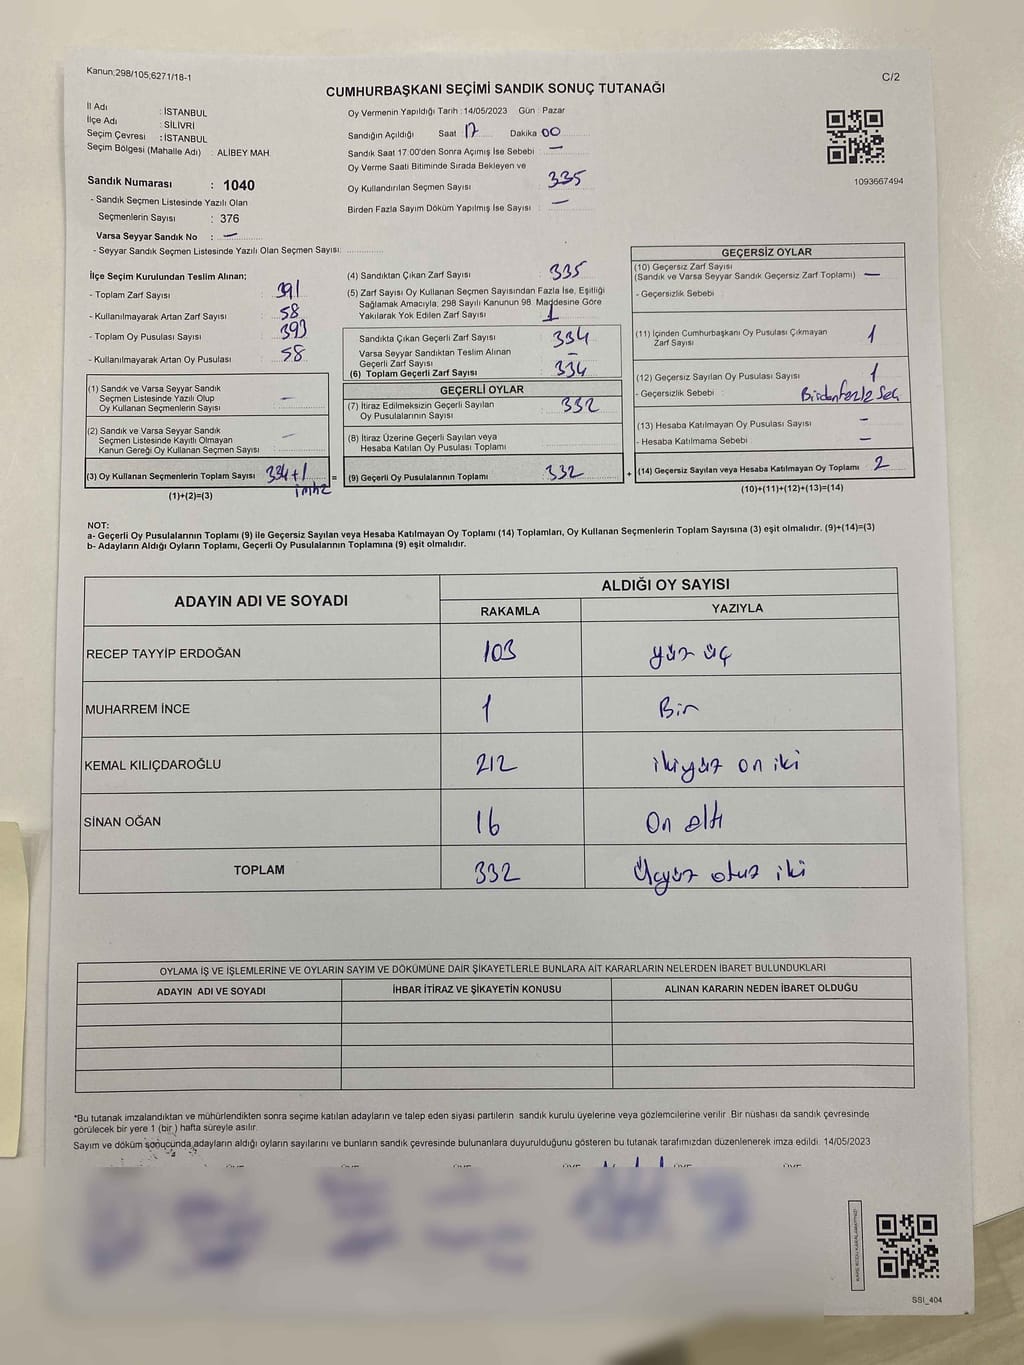 Kanun;298/105;6271/18-1
C/2
CUMHURBAŞKANI SEÇİMİ SANDIK SONUÇ TUTANAĞI
İl Adı : İSTANBUL
İlçe Adı : SİLİVRİ
Seçim Çevresi : İSTANBUL
Seçim Bölgesi (Mahalle Adı) : ALİBEY MAH.
Sandık Numarası : 1040
- Sandık Seçmen Listesinde Yazılı Olan
Seçmenlerin Sayısı : 376
Varsa Seyyar Sandık No : —
- Seyyar Sandık Seçmen Listesinde Yazılı Olan Seçmen Sayısı:
Oy Vermenin Yapıldığı Tarih : 14/05/2023 Gün : Pazar
Sandığın Açıldığı Saat 17 Dakika 00
Sandık Saat 17:00'den Sonra Açımış İse Sebebi : —
Oy Verme Saati Bitiminde Sırada Bekleyen ve
Oy Kullandırılan Seçmen Sayısı : 335
Birden Fazla Sayım Döküm Yapılmış İse Sayısı : —
1093667494
İlçe Seçim Kurulundan Teslim Alınan;
- Toplam Zarf Sayısı : 391
- Kullanılmayarak Artan Zarf Sayısı : 58
- Toplam Oy Pusulası Sayısı : 393
- Kullanılmayarak Artan Oy Pusulası : 58
(1) Sandık ve Varsa Seyyar Sandık
Seçmen Listesinde Yazılı Olup
Oy Kullanan Seçmenlerin Sayısı : —
(2) Sandık ve Varsa Seyyar Sandık
Seçmen Listesinde Kayıtlı Olmayan
Kanun Gereği Oy Kullanan Seçmen Sayısı : —
(3) Oy Kullanan Seçmenlerin Toplam Sayısı : 334+1 =
imha
(1)+(2)=(3)
(4) Sandıktan Çıkan Zarf Sayısı : 335
(5) Zarf Sayısı Oy Kullanan Seçmen Sayısından Fazla İse, Eşitliği
Sağlamak Amacıyla, 298 Sayılı Kanunun 98. Maddesine Göre
Yakılarak Yok Edilen Zarf Sayısı : 1
Sandıkta Çıkan Geçerli Zarf Sayısı : 334
Varsa Seyyar Sandıktan Teslim Alınan
Geçerli Zarf Sayısı : —
(6) Toplam Geçerli Zarf Sayısı : 334
GEÇERLİ OYLAR
(7) İtiraz Edilmeksizin Geçerli Sayılan
Oy Pusulalarının Sayısı : 332
(8) İtiraz Üzerine Geçerli Sayılan veya
Hesaba Katılan Oy Pusulası Toplamı :
(9) Geçerli Oy Pusulalarının Toplamı : 332 +
GEÇERSİZ OYLAR
(10) Geçersiz Zarf Sayısı
(Sandık ve Varsa Seyyar Sandık Geçersiz Zarf Toplamı) : —
- Geçersizlik Sebebi :
(11) İçinden Cumhurbaşkanı Oy Pusulası Çıkmayan
Zarf Sayısı : 1
(12) Geçersiz Sayılan Oy Pusulası Sayısı : 1
- Geçersizlik Sebebi : Birdenfazla Seç.
(13) Hesaba Katılmayan Oy Pusulası Sayısı : —
- Hesaba Katılmama Sebebi : —
(14) Geçersiz Sayılan veya Hesaba Katılmayan Oy Toplamı : 2
(10)+(11)+(12)+(13)=(14)
NOT:
a- Geçerli Oy Pusulalarının Toplamı (9) ile Geçersiz Sayılan veya Hesaba Katılmayan Oy Toplamı (14) Toplamları, Oy Kullanan Seçmenlerin Toplam Sayısına (3) eşit olmalıdır. (9)+(14)=(3)
b- Adayların Aldığı Oyların Toplamı, Geçerli Oy Pusulalarının Toplamına (9) eşit olmalıdır.
ADAYIN ADI VE SOYADI
ALDIĞI OY SAYISI
RAKAMLA YAZIYLA
RECEP TAYYİP ERDOĞAN 103 yüz üç
MUHARREM İNCE 1 Bir
KEMAL KILIÇDAROĞLU 212 ikiyüz on iki
SİNAN OĞAN 16 On altı
TOPLAM 332 Üçyüz otuz iki
OYLAMA İŞ VE İŞLEMLERİNE VE OYLARIN SAYIM VE DÖKÜMÜNE DAİR ŞİKAYETLERLE BUNLARA AİT KARARLARIN NELERDEN İBARET BULUNDUKLARI
ADAYIN ADI VE SOYADI İHBAR İTİRAZ VE ŞİKAYETİN KONUSU ALINAN KARARIN NEDEN İBARET OLDUĞU
*Bu tutanak imzalandıktan ve mühürlendikten sonra seçime katılan adayların ve talep eden siyasi partilerin sandık kurulu üyelerine veya gözlemcilerine verilir. Bir nüshası da sandık çevresinde
görülecek bir yere 1 (bir ) hafta süreyle asılır.
Sayım ve döküm sonucunda adayların aldığı oyların sayılarını ve bunların sandık çevresinde bulunanlara duyurulduğunu gösteren bu tutanak tarafımızdan düzenlenerek imza edildi. 14/05/2023
SSI_404